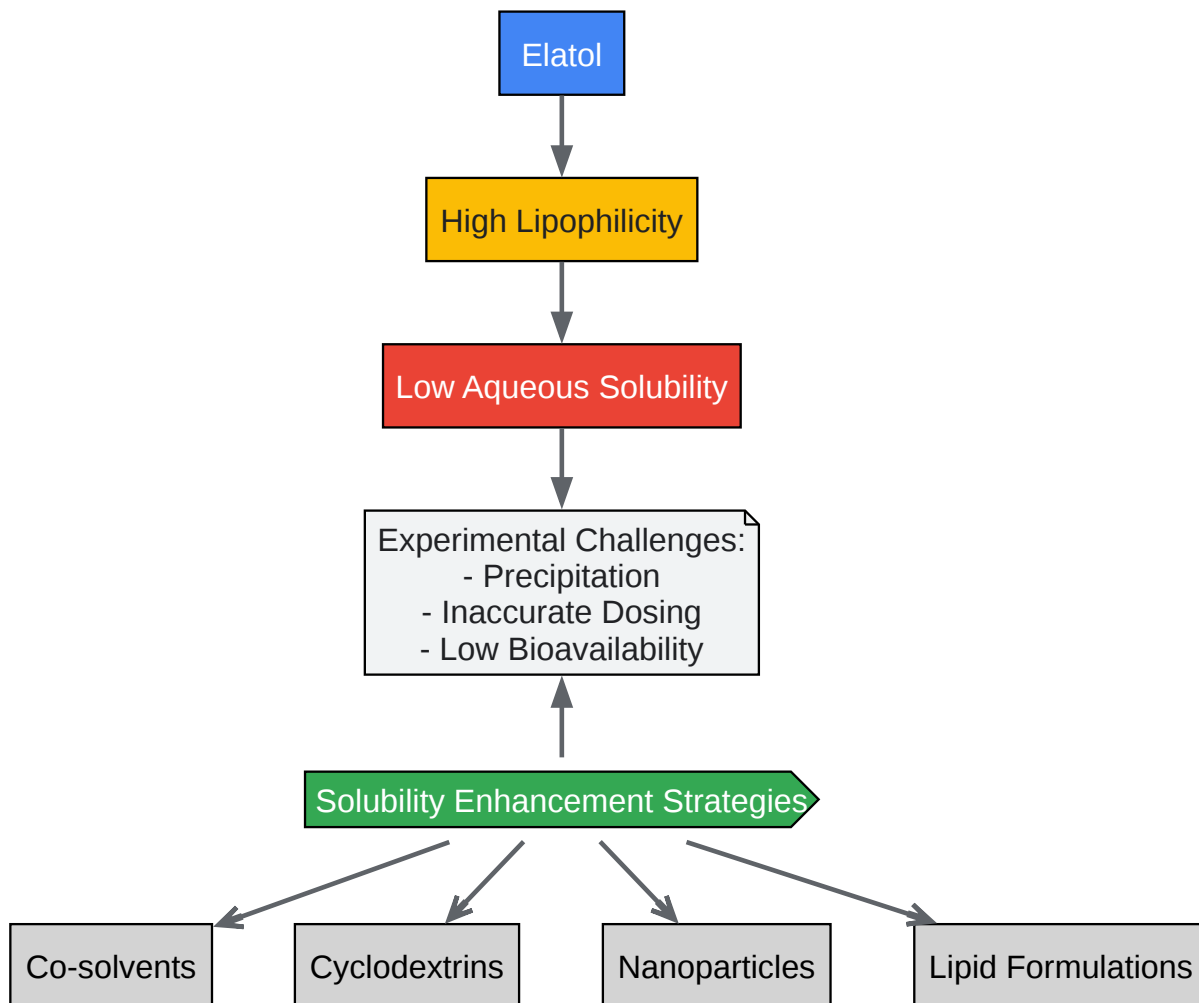 Elatol
High Lipophilicity
Low Aqueous Solubility
Experimental Challenges:
- Precipitation
- Inaccurate Dosing
- Low Bioavailability
Solubility Enhancement Strategies
Co-solvents
Cyclodextrins
Nanoparticles
Lipid Formulations